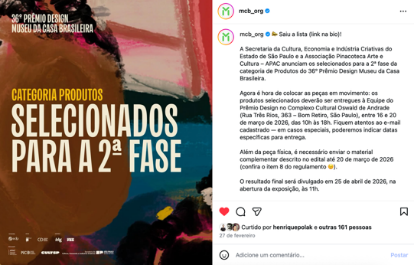 36º PRÊMIO DESIGN
MUSEU DA CASA BRASILEIRA
CATEGORIA PRODUTOS
SELECIONADOS
PARA A 2ª FASE
mcb_org
mcb_org Saiu a lista (link na bio)!
A Secretaria da Cultura, Economia e Indústria Criativas do
Estado de São Paulo e a Associação Pinacoteca Arte e
Cultura – APAC anunciam os selecionados para a 2ª fase da
categoria de Produtos do 36º Prêmio Design Museu da Casa
Brasileira.
Agora é hora de colocar as peças em movimento: os
produtos selecionados deverão ser entregues à Equipe do
Prêmio Design no Complexo Cultural Oswald de Andrade
(Rua Três Rios, 363 – Bom Retiro, São Paulo), entre 16 e 20
de março de 2026, das 10h às 18h. Fiquem atentos ao e-mail
cadastrado — em casos especiais, poderemos indicar datas
específicas para entrega.
Além da peça física, é necessário enviar o material
complementar descrito no edital até 20 de março de 2026
(confira o item 8 do regulamento).
O resultado final será divulgado em 25 de abril de 2026, na
abertura da exposição, às 11h.
Curtido por henriquepolak e outras 161 pessoas
27 de fevereiro
Adicione um comentário...
Postar